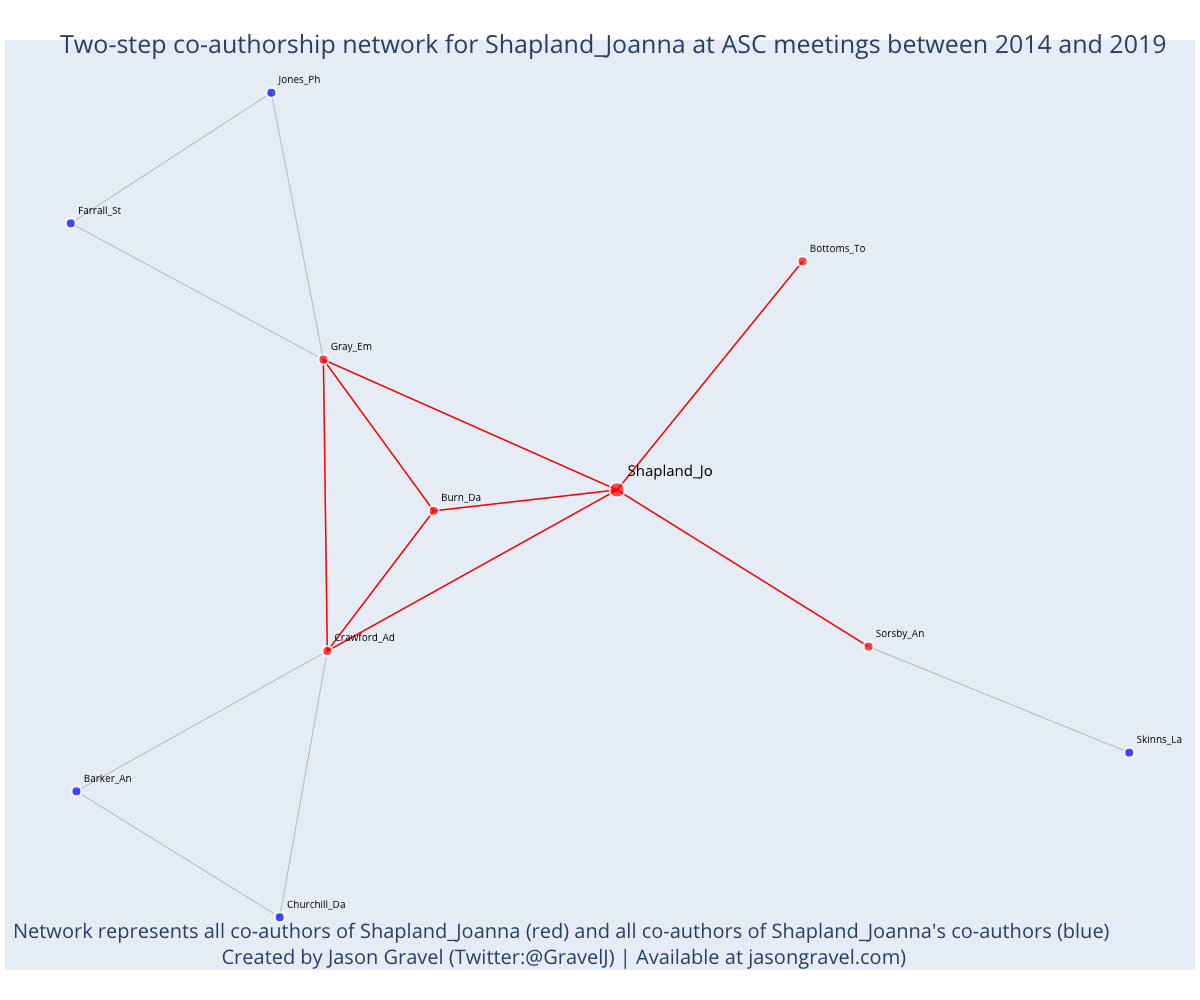 Two-step co-authorship network for Shapland_Joanna at ASC meetings between 2014 and 2019
Jones_Ph
Farrall_St
Bottoms_To
Gray_Em
Shapland_Jo
Burn_Da
Crawford_Ad
Sorsby_An
Skinns_La
Barker_An
Churchill_Da
Network represents all co-authors of Shapland_Joanna (red) and all co-authors of Shapland_Joanna's co-authors (blue)
Created by Jason Gravel (Twitter:@GravelJ) | Available at jasongravel.com)